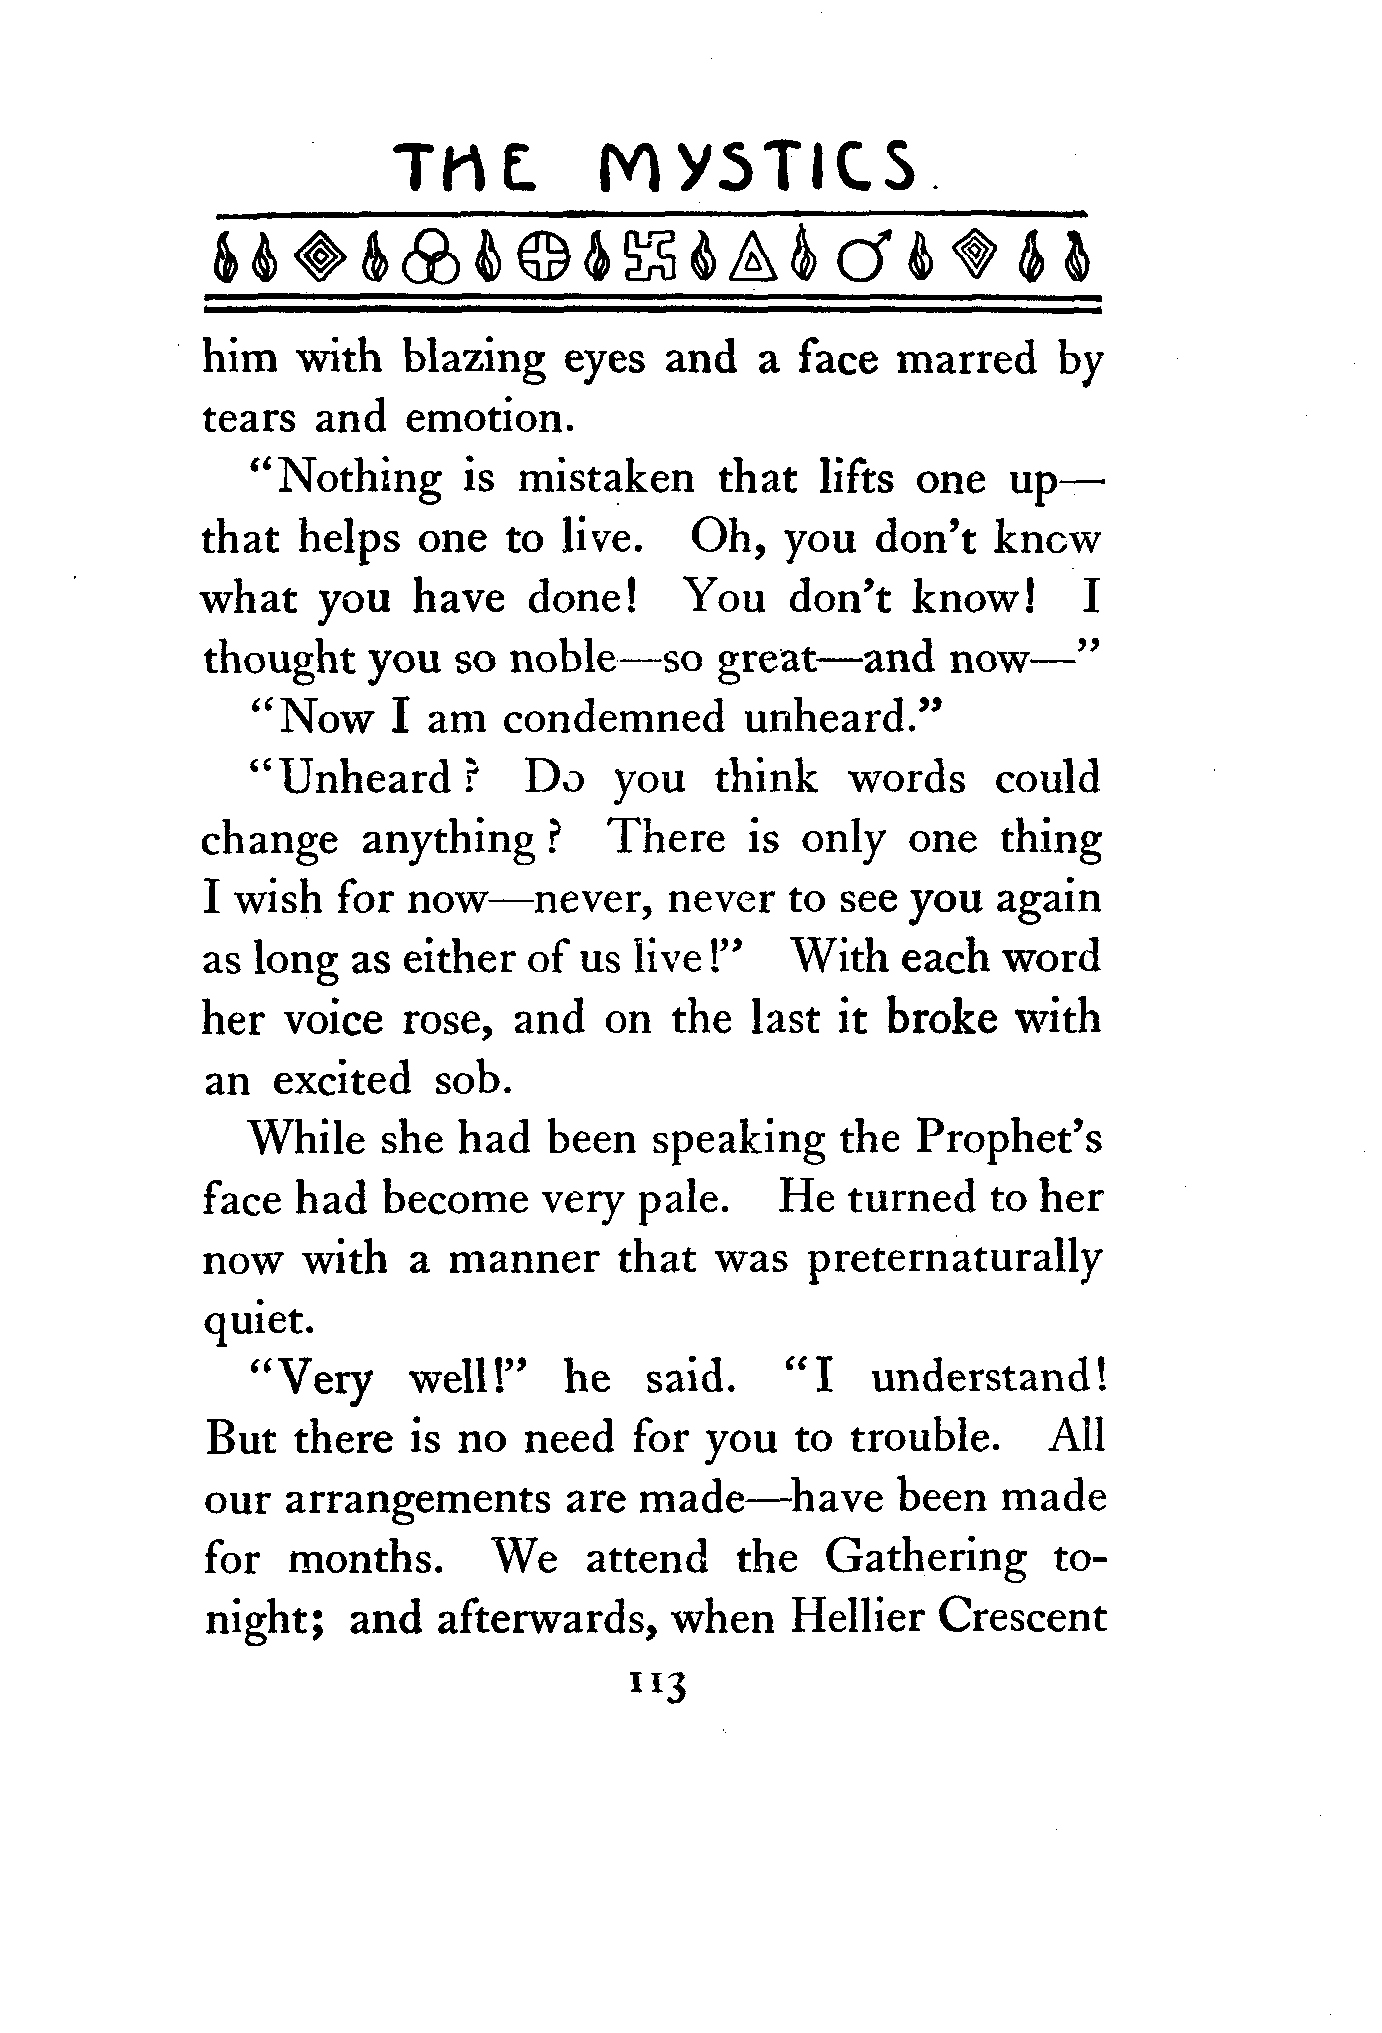 THE MYSTICS.
him with blazing eyes and a face marred by
tears and emotion.
"Nothing is mistaken that lifts one up—
that helps one to live. Oh, you don't know
what you have done! You don't know! I
thought you so noble—so great—and now—"
"Now I am condemned unheard."
"Unheard? Do you think words could
change anything? There is only one thing
I wish for now—never, never to see you again
as long as either of us live!" With each word
her voice rose, and on the last it broke with
an excited sob.
While she had been speaking the Prophet's
face had become very pale. He turned to her
now with a manner that was preternaturally
quiet.
"Very well!" he said. "I understand!
But there is no need for you to trouble. All
our arrangements are made—have been made
for months. We attend the Gathering to-
night; and afterwards, when Hellier Crescent
113